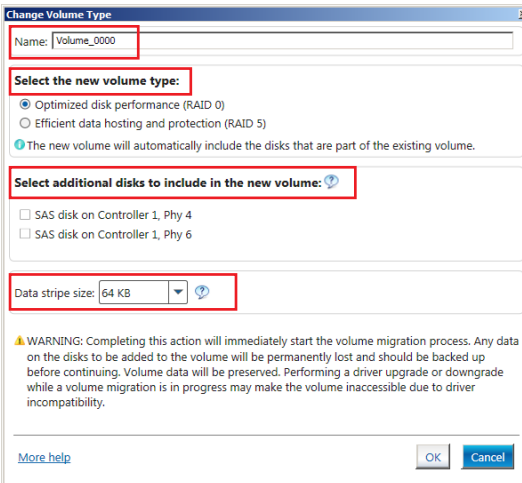 Change Volume Type
Name: Volume_0000
Select the new volume type:
Optimized disk performance (RAID 0)
Efficient data hosting and protection (RAID 5)
The new volume will automatically include the disks that are part of the existing volume.
Select additional disks to include in the new volume:
SAS disk on Controller 1, Phy 4
SAS disk on Controller 1, Phy 6
Data stripe size: 64 KB
WARNING: Completing this action will immediately start the volume migration process. Any data
on the disks to be added to the volume will be permanently lost and should be backed up
before continuing. Volume data will be preserved. Performing a driver upgrade or downgrade
while a volume migration is in progress may make the volume inaccessible due to driver
incompatibility.
More help
OK
Cancel